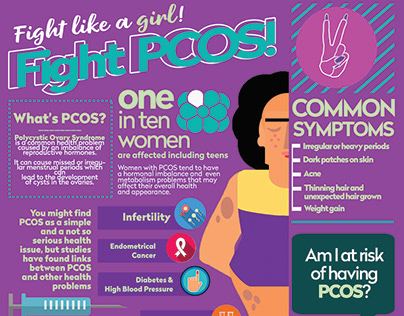 Fight like a girl!
Fight PCOS!
What's PCOS?
Polycystic Ovary Syndrome
is a common health problem
caused by an imbalance of
reproductive hormones.
It can cause missed or irregu-
lar menstrual periods which
can
lead to the development
of cysts in the ovaries.
one
in ten
women
are affected including teens
Women with PCOS tend to have
a hormonal imbalance and even
metabolism problems that may
affect their overall health
and appearance.
You might find
PCOS as a simple
and a not so
serious health
issue, but studies
have found links
between PCOS
and other health
problems
Infertility
Endometrical
Cancer
Diabetes &
High Blood Pressure
COMMON
SYMPTOMS
Irregular or heavy periods
Dark patches on skin
Acne
Thinning hair and
unexpected hair grown
Weight gain
Am I at risk
of having
PCOS?